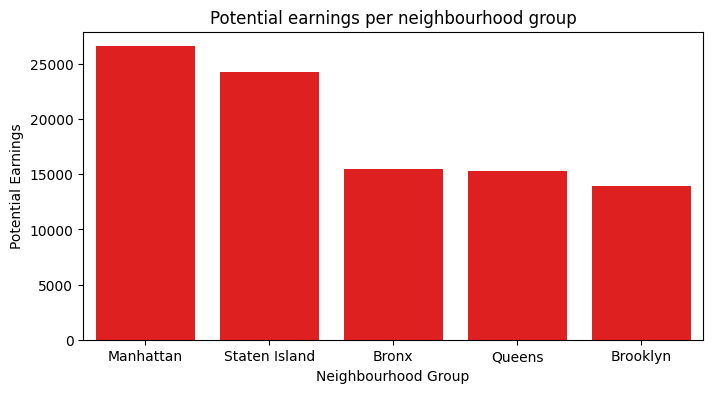 Potential earnings per neighbourhood group
Potential Earnings
25000
20000
15000
10000
5000
0
Manhattan Staten Island Bronx Queens Brooklyn
Neighbourhood Group